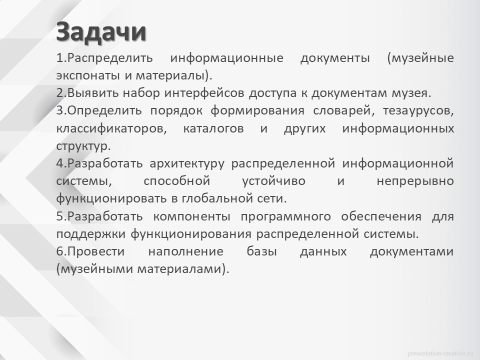 Задачи
1.Распределить информационные документы (музейные
экспонаты и материалы).
2.Выявить набор интерфейсов доступа к документам музея.
3.Определить порядок формирования словарей, тезаурусов,
классификаторов, каталогов и других информационных
структур.
4.Разработать архитектуру распределенной информационной
системы, способной устойчиво и непрерывно
функционировать в глобальной сети.
5.Разработать компоненты программного обеспечения для
поддержки функционирования распределенной системы.
6.Провести наполнение базы данных документами
(музейными материалами).